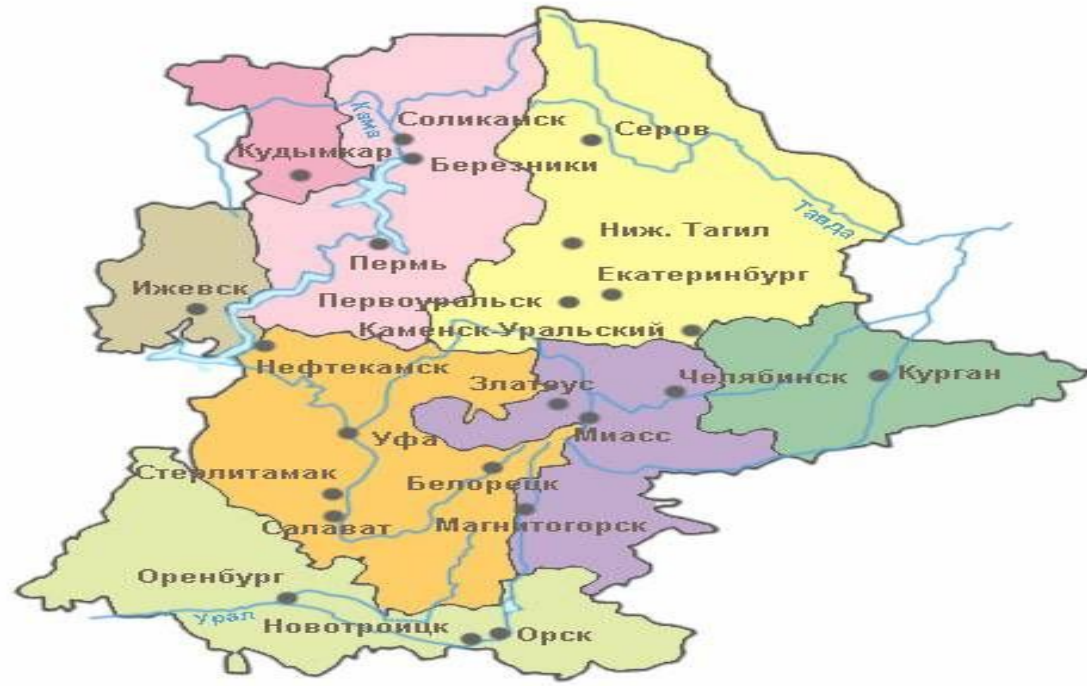 Кама
Соликамск
Серов
Кудымкар
Березники
Тавда
Ниж. Тагил
Пермь
Екатеринбург
Ижевск
Первоуральск
Каменск-Уральский
Нефтекамск
Златоус
Челябинск
Курган
Уфа
Миасс
Стерлитамак
Белорецк
Салават
Магнитогорск
Оренбург
Урал
Новотроицк
Орск